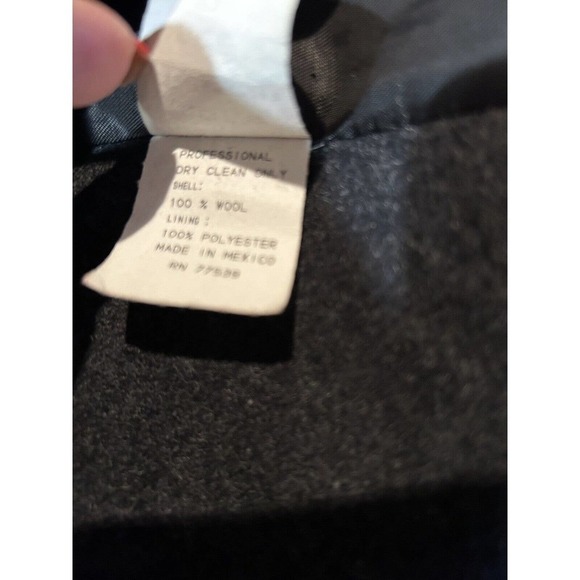 PROFESSIONAL
DRY CLEAN ONLY
SHELL:
100 % WOOL
LINING :
100% POLYESTER
MADE IN MEXICO
RN